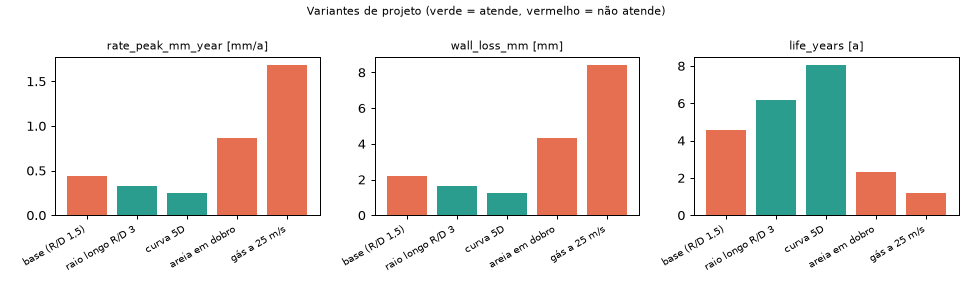 Variantes de projeto (verde = atende, vermelho = não atende)
rate_peak_mm_year [mm/a]
1.5
1.0
0.5
0.0
base (R/D 1,5)
raio longo R/D 3
curva 5D
areia em dobro
gás a 25 m/s
wall_loss_mm [mm]
8
6
4
2
0
base (R/D 1,5)
raio longo R/D 3
curva 5D
areia em dobro
gás a 25 m/s
life_years [a]
8
6
4
2
0
base (R/D 1,5)
raio longo R/D 3
curva 5D
areia em dobro
gás a 25 m/s